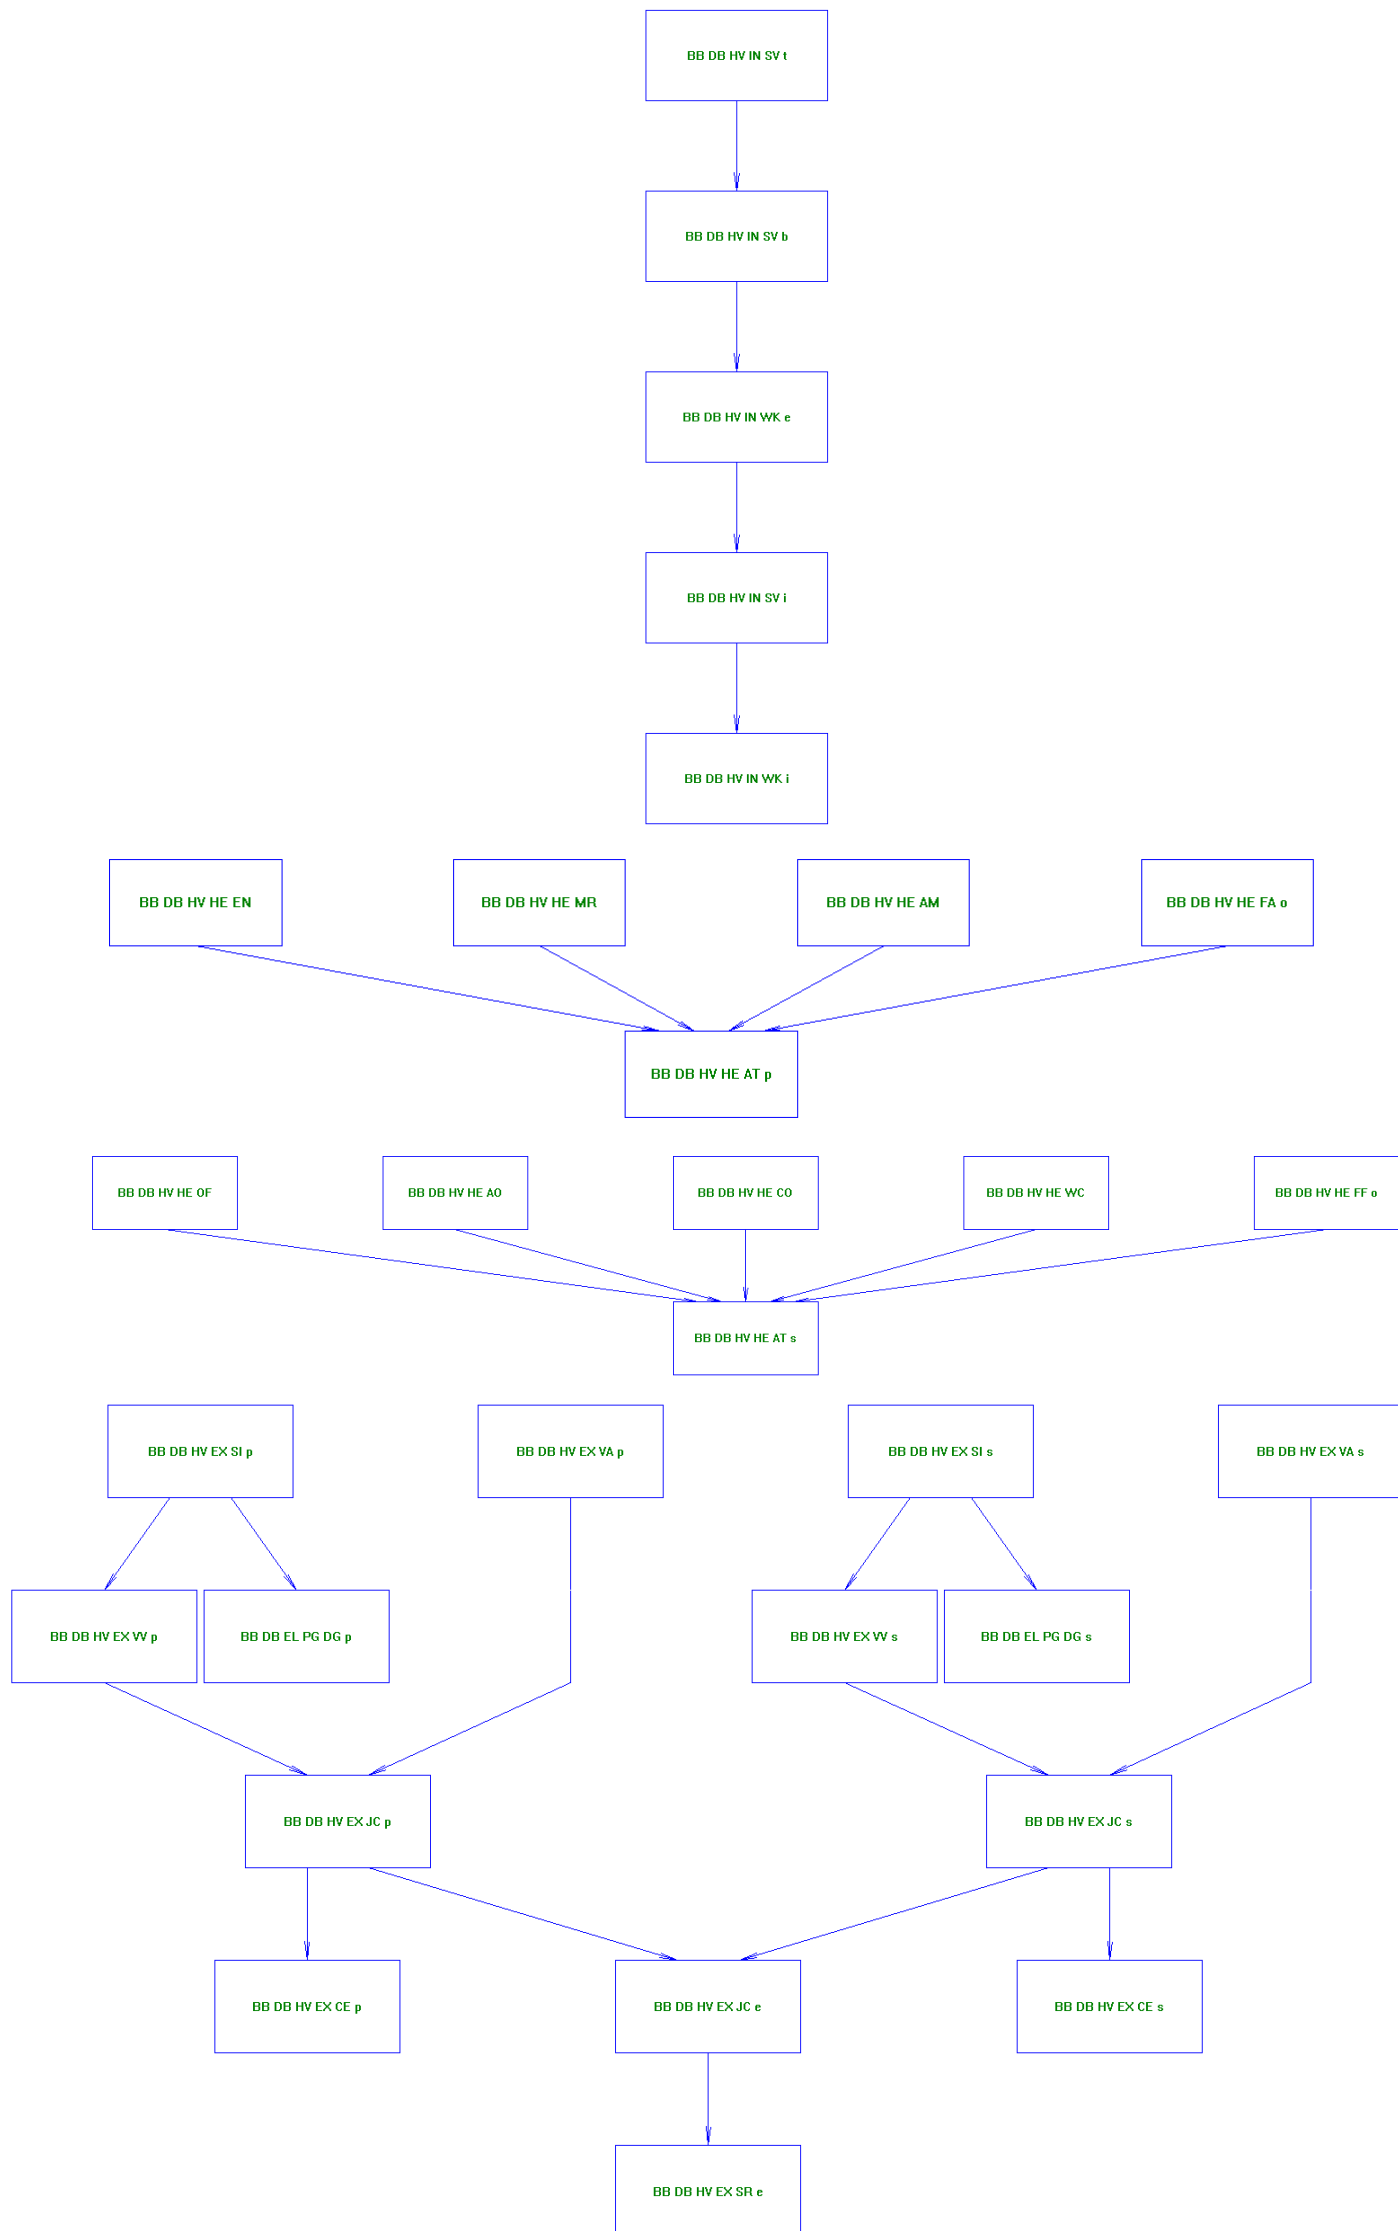 BB DB HV IN SV t
BB DB HV IN SV b
BB DB HV IN WK e
BB DB HV IN SV i
BB DB HV IN WK i
BB DB HV HE EN
BB DB HV HE MR
BB DB HV HE AM
BB DB HV HE FA o
BB DB HV HE AT p
BB DB HV HE OF
BB DB HV HE AO
BB DB HV HE CO
BB DB HV HE WC
BB DB HV HE FF o
BB DB HV HE AT s
BB DB HV EX SI p
BB DB HV EX VA p
BB DB HV EX SI s
BB DB HV EX VA s
BB DB HV EX VV p
BB DB EL PG DG p
BB DB HV EX VV s
BB DB EL PG DG s
BB DB HV EX JC p
BB DB HV EX JC s
BB DB HV EX CE p
BB DB HV EX JC e
BB DB HV EX CE s
BB DB HV EX SR e